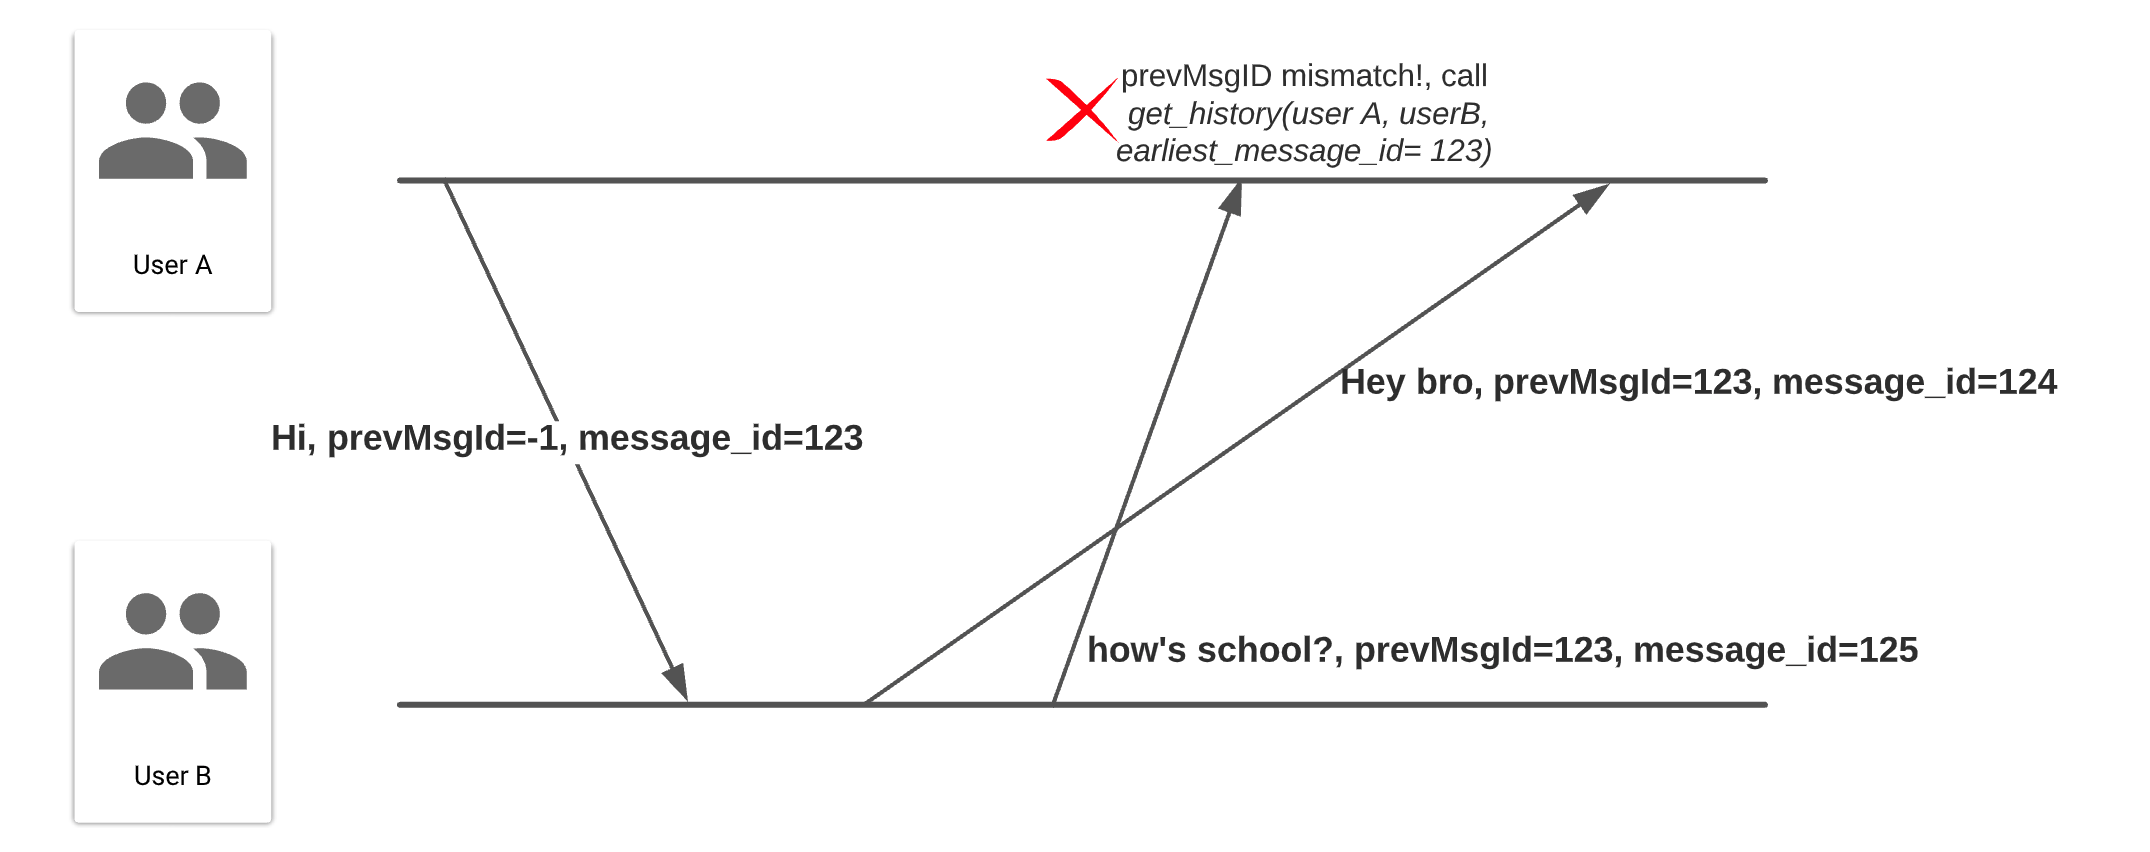 prevMsgID mismatch!, call
get_history(user A, userB,
earliest_message_id= 123)
User A
Hey bro, prevMsgId=123, message_id=124
Hi, prevMsgId=-1, message_id=123
how's school?, prevMsgId=123, message_id=125
User B